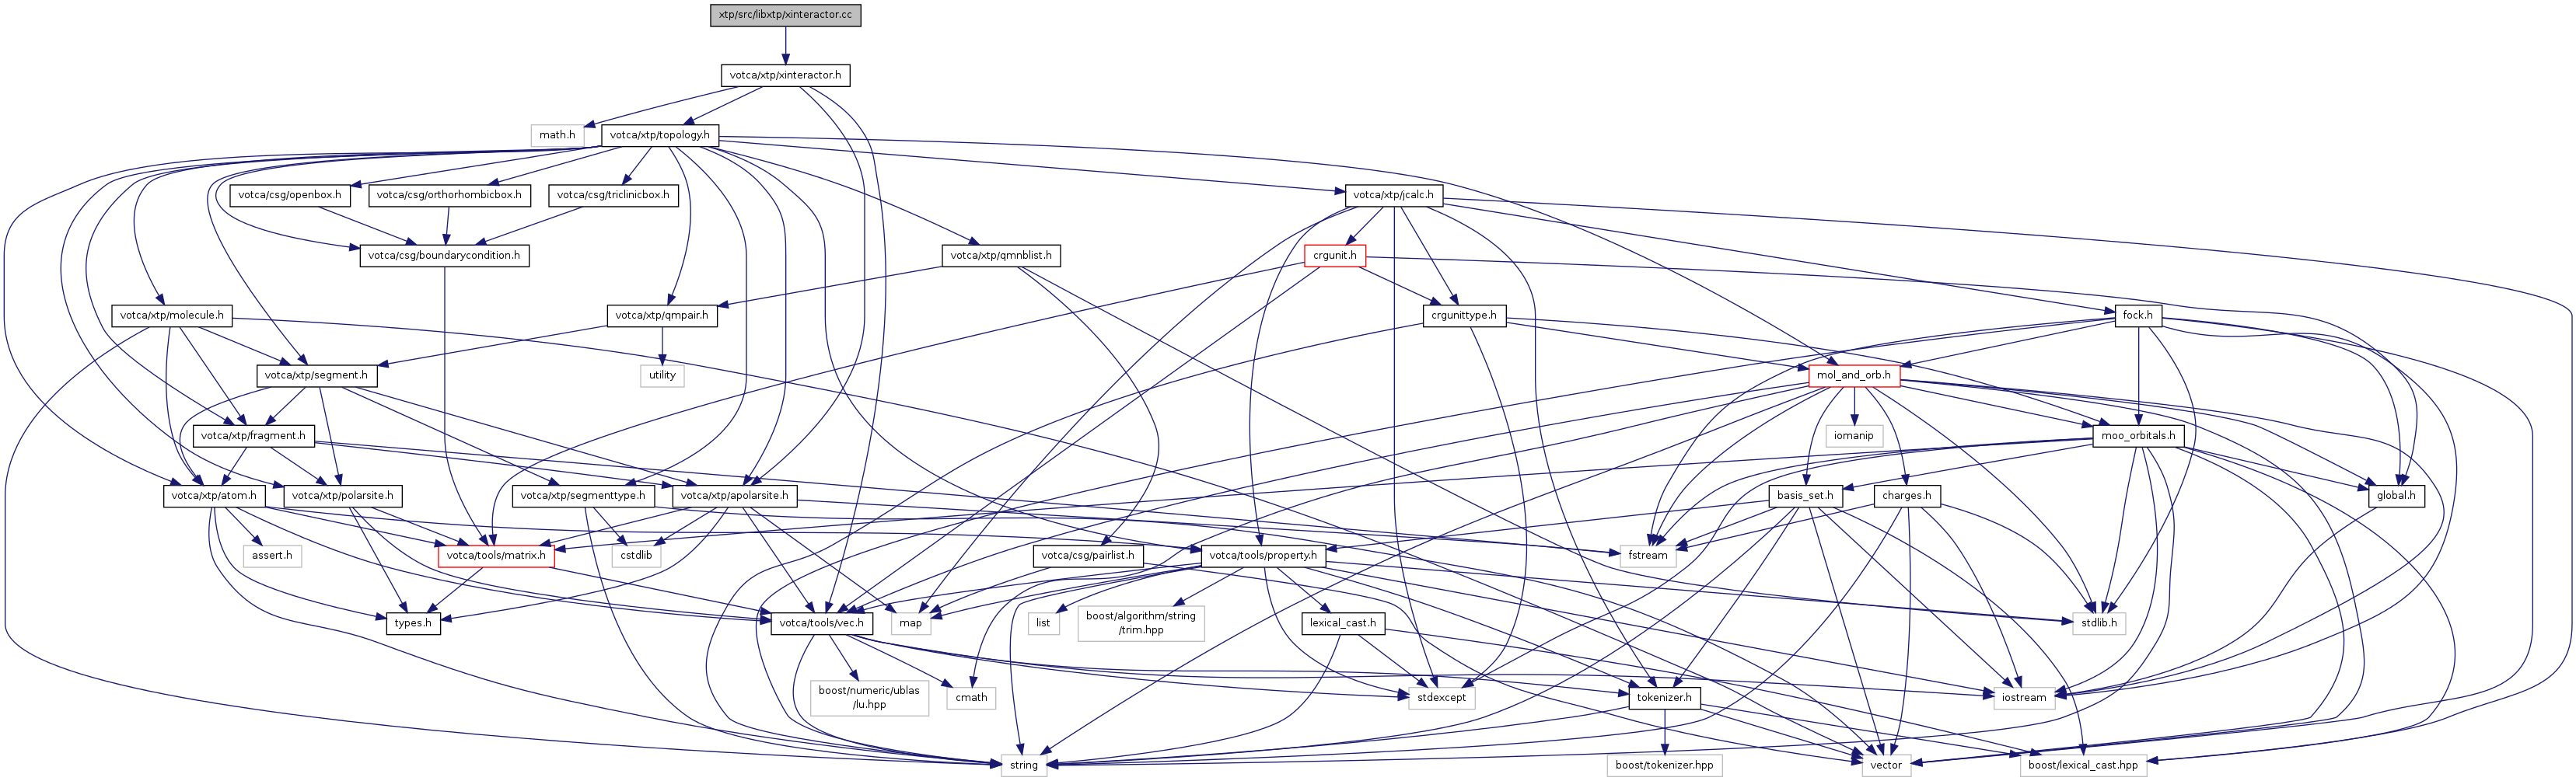 xtp/src/libxtp/xinteractor.cc
votca/xtp/xinteractor.h
math.h
votca/xtp/topology.h
votca/csg/openbox.h
votca/csg/orthorhombicbox.h
votca/csg/triclinicbox.h
votca/xtp/jcalc.h
votca/csg/boundarycondition.h
votca/xtp/qmnblist.h
crgunit.h
votca/xtp/molecule.h
votca/xtp/qmpair.h
crgunittype.h
fock.h
votca/xtp/segment.h
utility
mol_and_orb.h
votca/xtp/fragment.h
iomanip
moo_orbitals.h
votca/xtp/atom.h
votca/xtp/polarsite.h
votca/xtp/segmenttype.h
votca/xtp/apolarsite.h
basis_set.h
charges.h
global.h
assert.h
votca/tools/matrix.h
cstdlib
votca/csg/pairlist.h
votca/tools/property.h
fstream
types.h
votca/tools/vec.h
map
list
boost/algorithm/string
/trim.hpp
lexical_cast.h
stdlib.h
boost/numeric/ublas
/lu.hpp
cmath
stdexcept
tokenizer.h
iostream
string
boost/tokenizer.hpp
vector
boost/lexical_cast.hpp